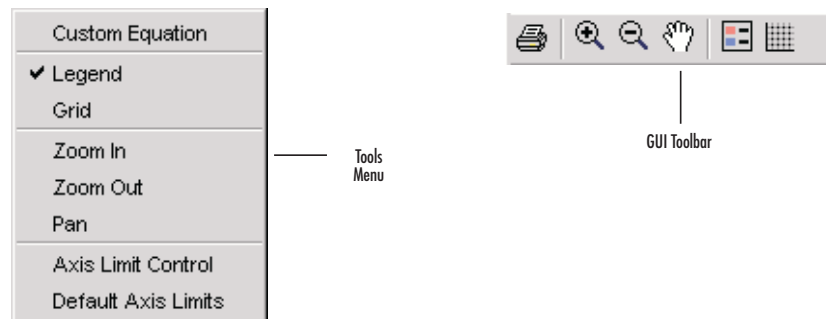 Custom Equation
Legend
Grid
Zoom In
Zoom Out
Pan
Axis Limit Control
Default Axis Limits
Tools
Menu
GUI Toolbar